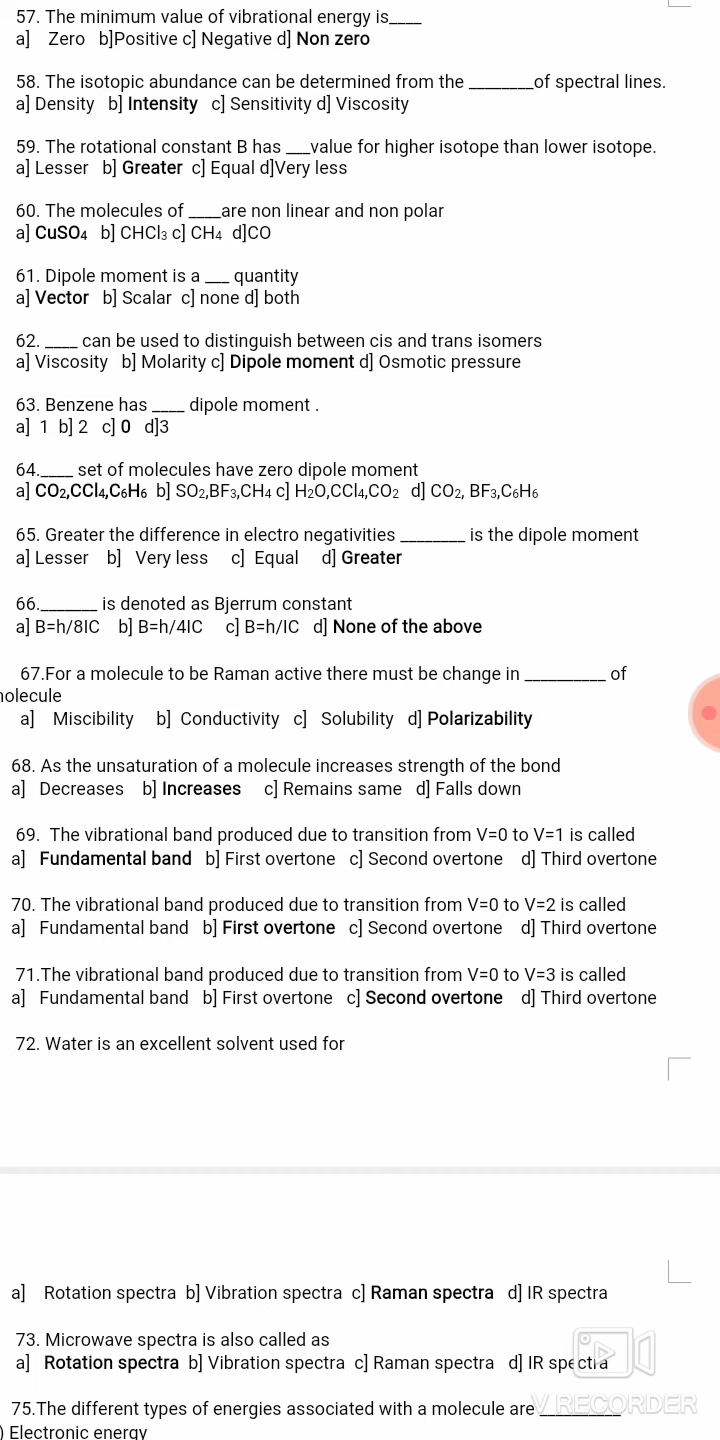 57. The minimum value of vibrational energy is____
a] Zero b]Positive c] Negative d] Non zero
58. The isotopic abundance can be determined from the ________of spectral lines.
a] Density b] Intensity c] Sensitivity d] Viscosity
59. The rotational constant B has ___value for higher isotope than lower isotope.
a] Lesser b] Greater c] Equal d]Very less
60. The molecules of ____are non linear and non polar
a] CuSO₄ b] CHCl₃ c] CH₄ d]CO
61. Dipole moment is a ___ quantity
a] Vector b] Scalar c] none d] both
62. ____ can be used to distinguish between cis and trans isomers
a] Viscosity b] Molarity c] Dipole moment d] Osmotic pressure
63. Benzene has ____ dipole moment .
a] 1 b] 2 c] 0 d]3
64.____ set of molecules have zero dipole moment
a] CO₂,CCl₄,C₆H₆ b] SO₂,BF₃,CH₄ c] H₂O,CCl₄,CO₂ d] CO₂, BF₃,C₆H₆
65. Greater the difference in electro negativities ________ is the dipole moment
a] Lesser b] Very less c] Equal d] Greater
66._______ is denoted as Bjerrum constant
a] B=h/8IC b] B=h/4IC c] B=h/IC d] None of the above
67.For a molecule to be Raman active there must be change in __________ of
olecule
a] Miscibility b] Conductivity c] Solubility d] Polarizability
68. As the unsaturation of a molecule increases strength of the bond
a] Decreases b] Increases c] Remains same d] Falls down
69. The vibrational band produced due to transition from V=0 to V=1 is called
a] Fundamental band b] First overtone c] Second overtone d] Third overtone
70. The vibrational band produced due to transition from V=0 to V=2 is called
a] Fundamental band b] First overtone c] Second overtone d] Third overtone
71.The vibrational band produced due to transition from V=0 to V=3 is called
a] Fundamental band b] First overtone c] Second overtone d] Third overtone
72. Water is an excellent solvent used for
a] Rotation spectra b] Vibration spectra c] Raman spectra d] IR spectra
73. Microwave spectra is also called as
a] Rotation spectra b] Vibration spectra c] Raman spectra d] IR spectra
75.The different types of energies associated with a molecule are __________
V RECORDER
) Electronic energy